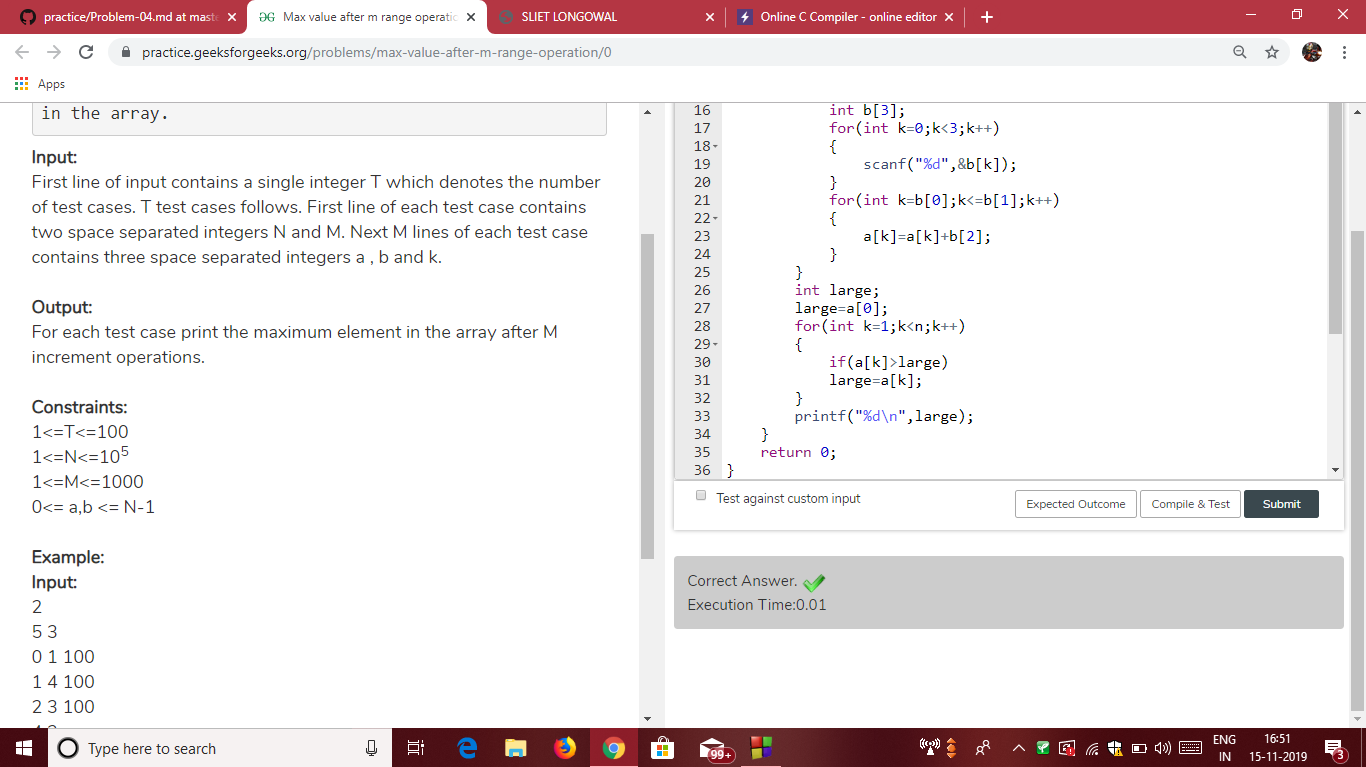 practice/Problem-04.md at maste
Max value after m range operatic
SLIET LONGOWAL
Online C Compiler - online editor
practice.geeksforgeeks.org/problems/max-value-after-m-range-operation/0
Apps
in the array.
Input:
First line of input contains a single integer T which denotes the number
of test cases. T test cases follows. First line of each test case contains
two space separated integers N and M. Next M lines of each test case
contains three space separated integers a , b and k.
Output:
For each test case print the maximum element in the array after M
increment operations.
Constraints:
1<=T<=100
1<=N<=10⁵
1<=M<=1000
0<= a,b <= N-1
Example:
Input:
2
5 3
0 1 100
1 4 100
2 3 100
16 int b[3];
17 for(int k=0;k<3;k++)
18 {
19 scanf("%d",&b[k]);
20 }
21 for(int k=b[0];k<=b[1];k++)
22 {
23 a[k]=a[k]+b[2];
24 }
25 }
26 int large;
27 large=a[0];
28 for(int k=1;k<n;k++)
29 {
30 if(a[k]>large)
31 large=a[k];
32 }
33 printf("%d\n",large);
34 }
35 return 0;
36 }
Test against custom input
Expected Outcome
Compile & Test
Submit
Correct Answer.
Execution Time:0.01
Type here to search
99+
ENG
IN
16:51
15-11-2019
3